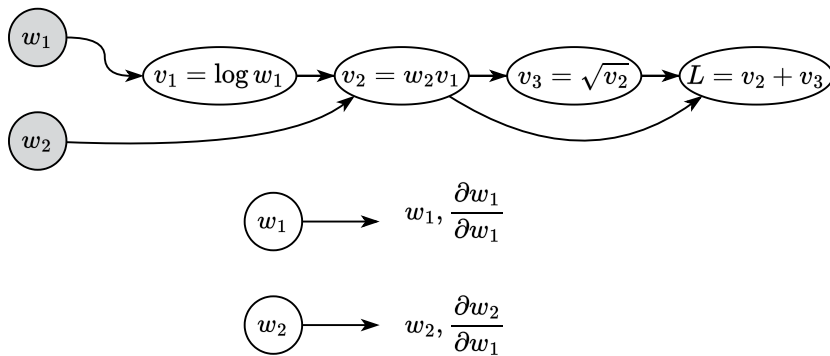 w₁
v₁ = log w₁
v₂ = w₂v₁
v₃ = √v₂
L = v₂ + v₃
w₂
w₁ w₁, ∂w₁/∂w₁
w₂ w₂, ∂w₂/∂w₁